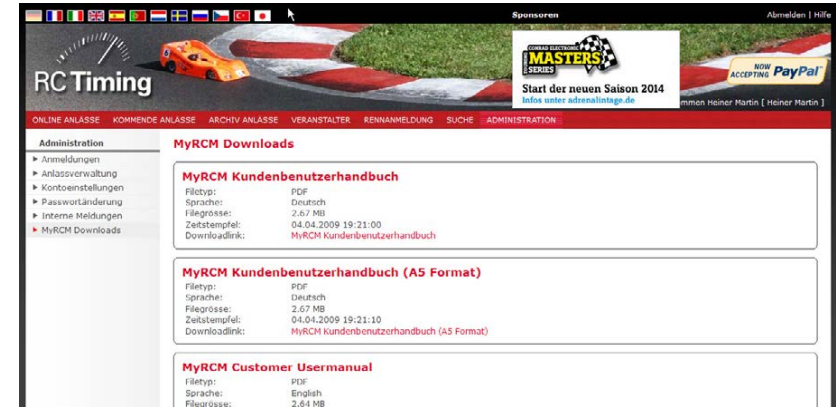 Sponsoren
Abmelden | Hilfe
RC Timing
CONRAD ELECTRONIC
MASTERS
SERIES
Start der neuen Saison 2014
Infos unter adrenalintage.de
NOW
ACCEPTING PayPal
mmen Heiner Martin [ Heiner Martin ]
ONLINE ANLÄSSE KOMMENDE ANLÄSSE ARCHIV ANLÄSSE VERANSTALTER RENNANMELDUNG SUCHE ADMINISTRATION
Administration
Anmeldungen
Anlassverwaltung
Kontoeinstellungen
Passwortänderung
Interne Meldungen
MyRCM Downloads
MyRCM Downloads
MyRCM Kundenbenutzerhandbuch
Filetyp: PDF
Sprache: Deutsch
Filegrösse: 2.67 MB
Zeitstempfel: 04.04.2009 19:21:00
Downloadlink: MyRCM Kundenbenutzerhandbuch
MyRCM Kundenbenutzerhandbuch (A5 Format)
Filetyp: PDF
Sprache: Deutsch
Filegrösse: 2.67 MB
Zeitstempfel: 04.04.2009 19:21:10
Downloadlink: MyRCM Kundenbenutzerhandbuch (A5 Format)
MyRCM Customer Usermanual
Filetyp: PDF
Sprache: English
Filegrösse: 2.64 MB